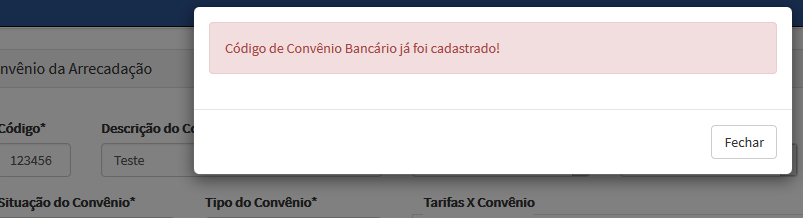 Código de Convênio Bancário já foi cadastrado!
nvênio da Arrecadação
Fechar
Código*
Descrição do Co
123456
Teste
Situação do Convênio*
Tipo do Convênio*
Tarifas X Convênio